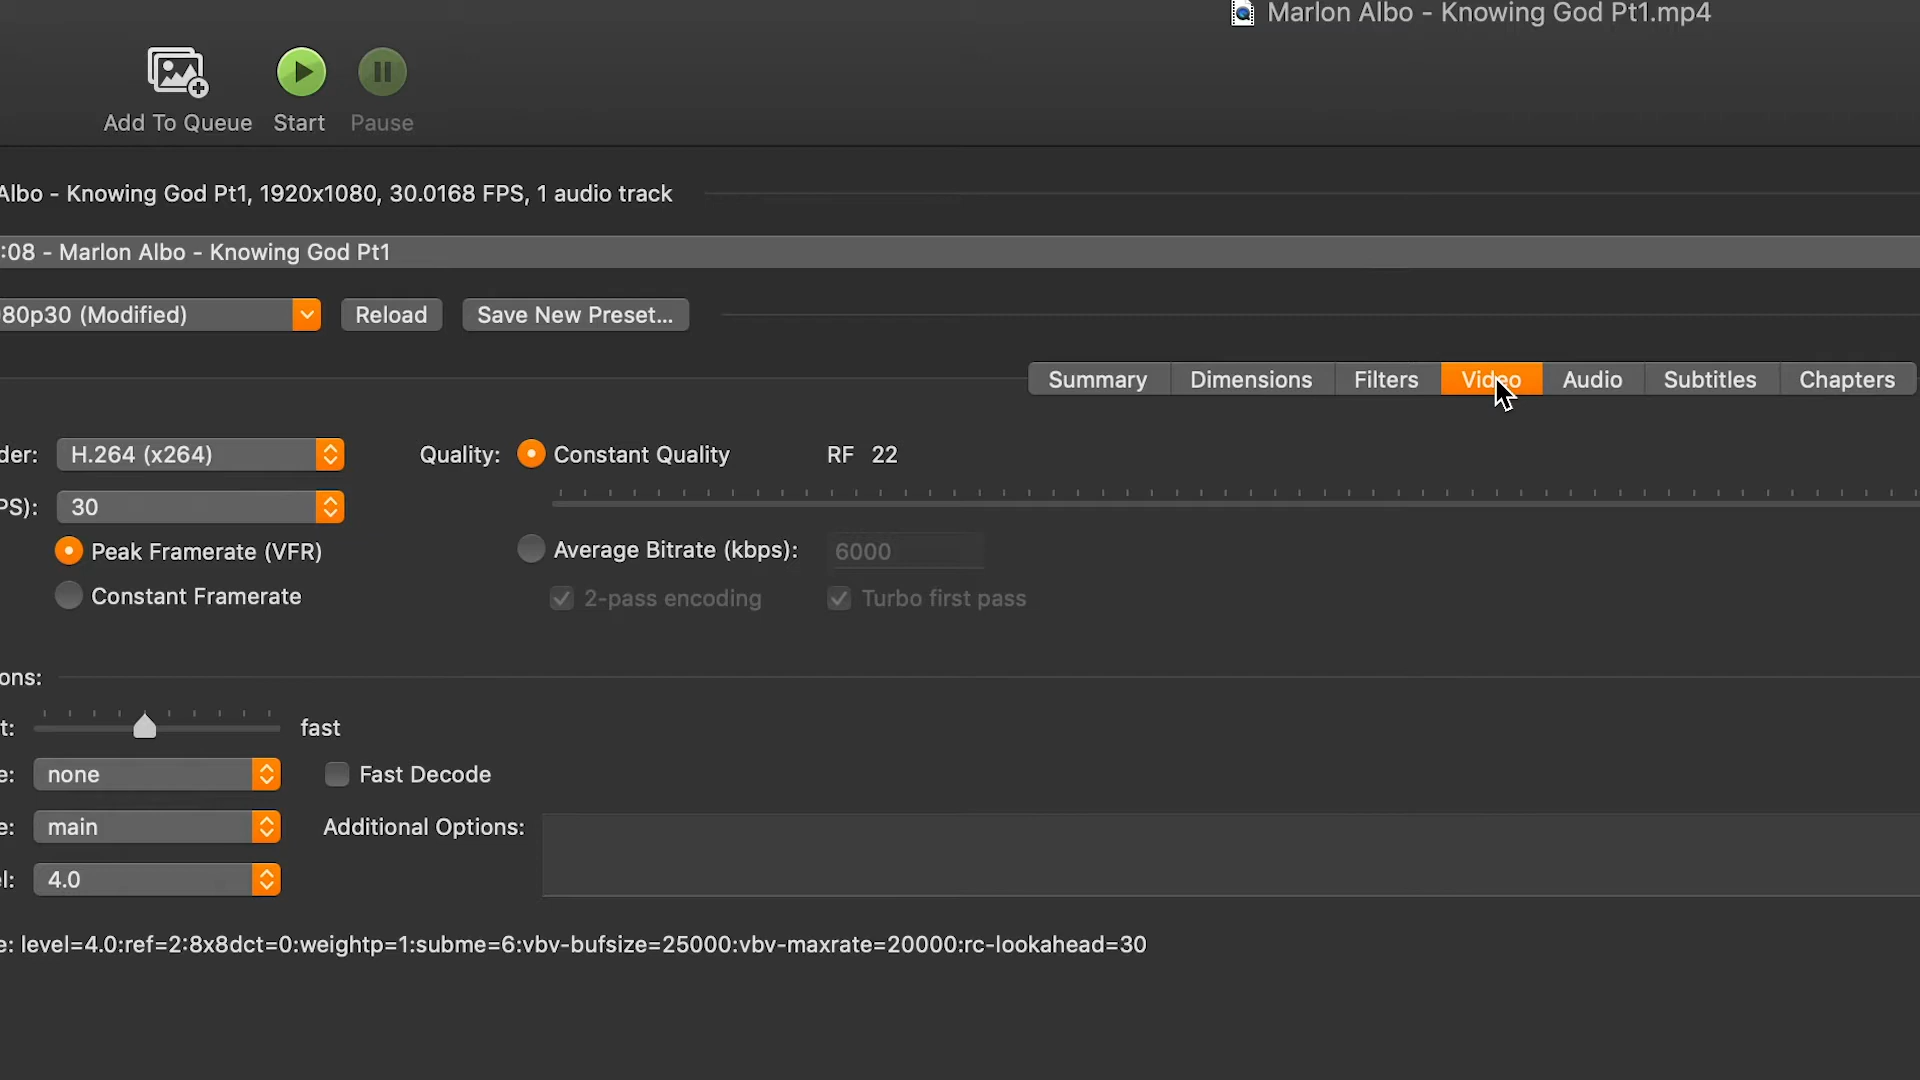 Marlon Albo - Knowing God Pt1.mp4
Add To Queue Start Pause
Albo - Knowing God Pt1, 1920x1080, 30.0168 FPS, 1 audio track
:08 - Marlon Albo - Knowing God Pt1
80p30 (Modified) Reload Save New Preset...
Summary Dimensions Filters Video Audio Subtitles Chapters
der: H.264 (x264) Quality: Constant Quality RF 22
PS): 30
Peak Framerate (VFR) Average Bitrate (kbps): 6000
Constant Framerate 2-pass encoding Turbo first pass
ons:
t: fast
e: none Fast Decode
e: main Additional Options:
l: 4.0
e: level=4.0:ref=2:8x8dct=0:weightp=1:subme=6:vbv-bufsize=25000:vbv-maxrate=20000:rc-lookahead=30